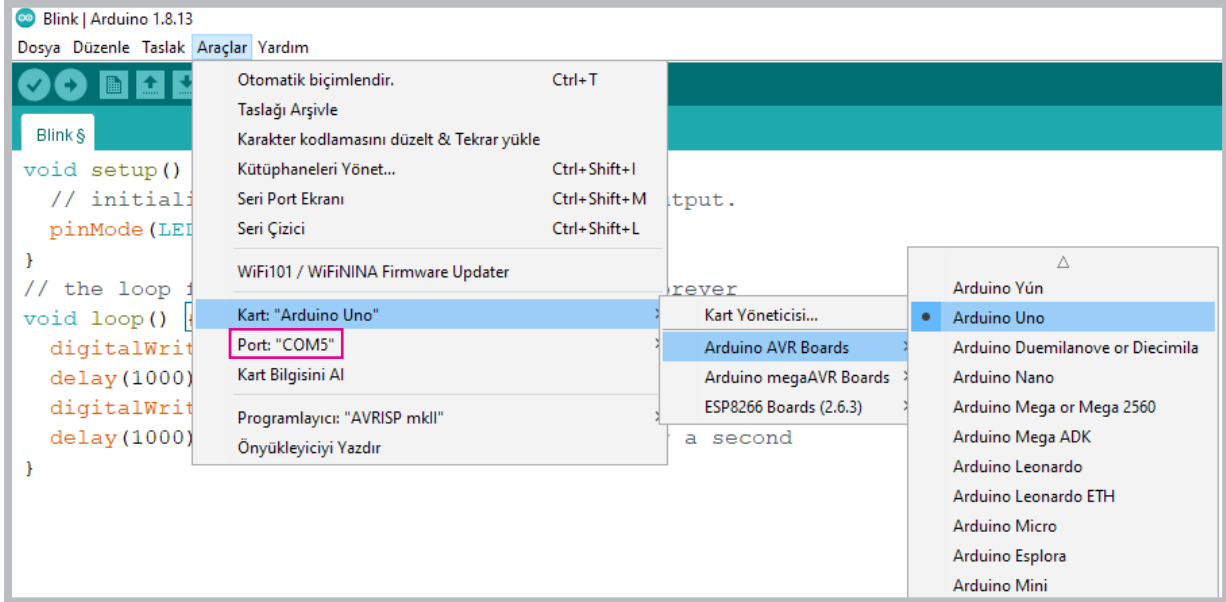 Blink | Arduino 1.8.13
Dosya Düzenle Taslak Araçlar Yardım
Otomatik biçimlendir. Ctrl+T
Taslağı Arşivle
Karakter kodlamasını düzelt & Tekrar yükle
Kütüphaneleri Yönet... Ctrl+Shift+I
Seri Port Ekranı Ctrl+Shift+M
Seri Çizici Ctrl+Shift+L
WiFi101 / WiFiNINA Firmware Updater
Kart: "Arduino Uno"
Port: "COM5"
Kart Bilgisini Al
Programlayıcı: "AVRISP mkII"
Önyükleyiciyi Yazdır
Kart Yöneticisi...
Arduino AVR Boards
Arduino megaAVR Boards
ESP8266 Boards (2.6.3)
Arduino Yún
Arduino Uno
Arduino Duemilanove or Diecimila
Arduino Nano
Arduino Mega or Mega 2560
Arduino Mega ADK
Arduino Leonardo
Arduino Leonardo ETH
Arduino Micro
Arduino Esplora
Arduino Mini
Blink §
void setup()
// initiali tput.
pinMode(LED
}
// the loop f rever
void loop() {
digitalWrit
delay(1000)
digitalWrit
delay(1000) a second
}